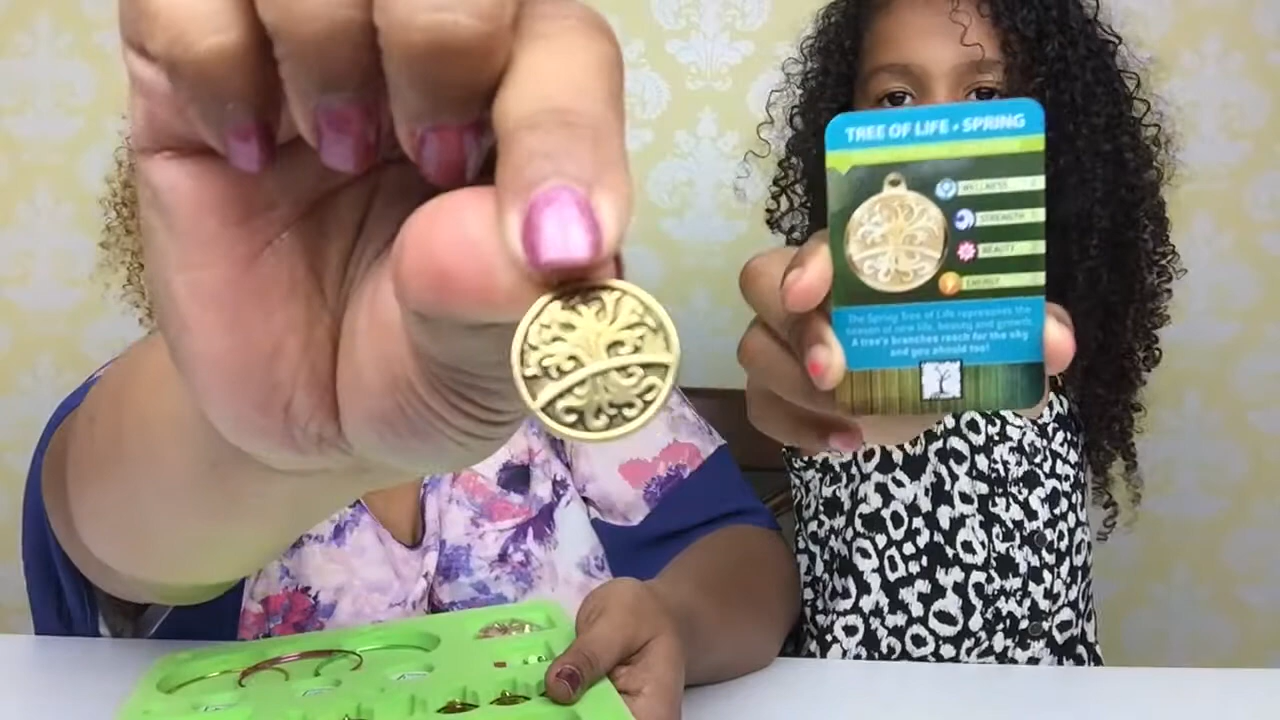 TREE OF LIFE • SPRING
WELLNESS
STRENGTH
BEAUTY
ENERGY
The Spring Tree of Life represents the
season of new life, beauty and growth.
A tree's branches reach for the sky
and you should too!